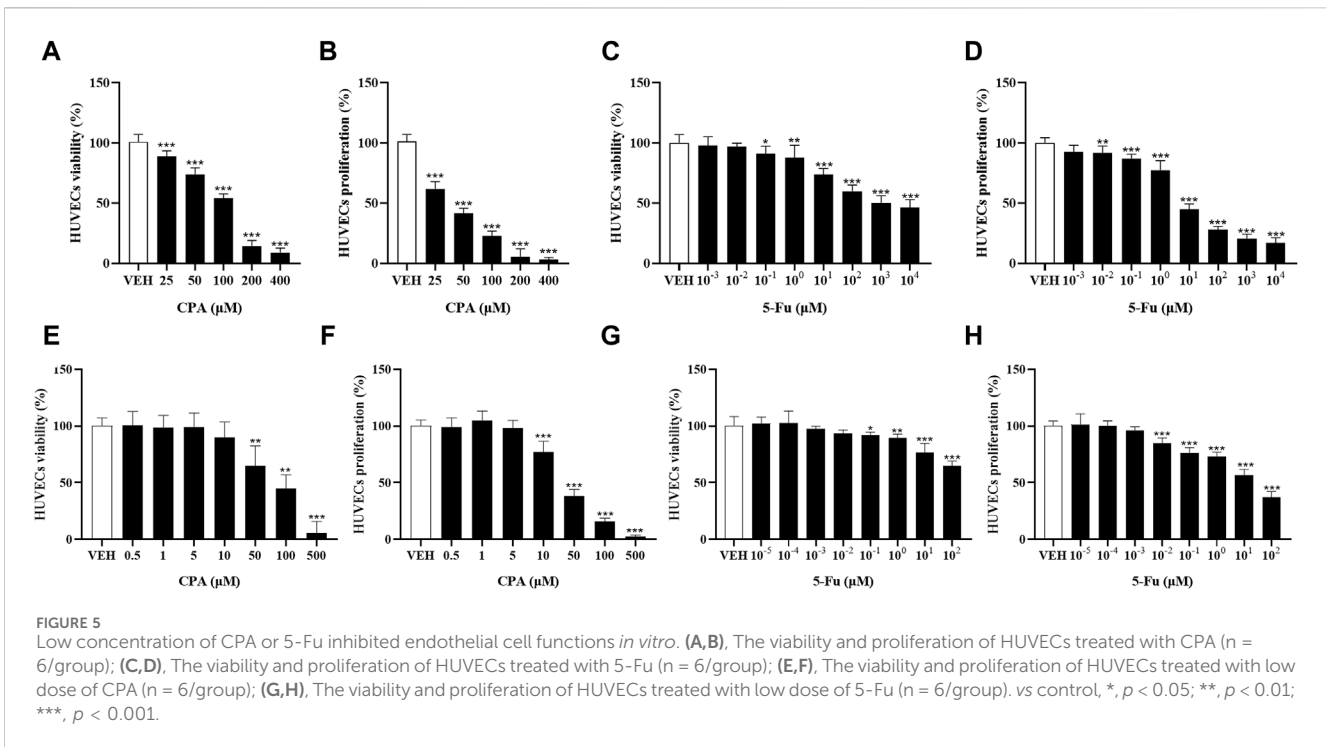 A
B
C
D
HUVECs viability (%)
150
100
50
0
***
***
***
***
***
VEH 25 50 100 200 400
CPA (μM)
HUVECs proliferation (%)
150
100
50
0
***
***
***
***
***
VEH 25 50 100 200 400
CPA (μM)
HUVECs viability (%)
150
100
50
0
*
**
***
***
***
***
VEH 10⁻³ 10⁻² 10⁻¹ 10⁰ 10¹ 10² 10³ 10⁴
5-Fu (μM)
HUVECs proliferation (%)
150
100
50
0
**
***
***
***
***
***
***
VEH 10⁻³ 10⁻² 10⁻¹ 10⁰ 10¹ 10² 10³ 10⁴
5-Fu (μM)
E
F
G
H
HUVECs viability (%)
150
100
50
0
**
**
***
VEH 0.5 1 5 10 50 100 500
CPA (μM)
HUVECs proliferation (%)
150
100
50
0
***
***
***
***
VEH 0.5 1 5 10 50 100 500
CPA (μM)
HUVECs viability (%)
150
100
50
0
*
**
***
***
VEH 10⁻⁵ 10⁻⁴ 10⁻³ 10⁻² 10⁻¹ 10⁰ 10¹ 10²
5-Fu (μM)
HUVECs proliferation (%)
150
100
50
0
***
***
***
***
***
VEH 10⁻⁵ 10⁻⁴ 10⁻³ 10⁻² 10⁻¹ 10⁰ 10¹ 10²
5-Fu (μM)
FIGURE 5
Low concentration of CPA or 5-Fu inhibited endothelial cell functions in vitro. (A,B), The viability and proliferation of HUVECs treated with CPA (n =
6/group); (C,D), The viability and proliferation of HUVECs treated with 5-Fu (n = 6/group); (E,F), The viability and proliferation of HUVECs treated with low
dose of CPA (n = 6/group); (G,H), The viability and proliferation of HUVECs treated with low dose of 5-Fu (n = 6/group). vs control, *, p < 0.05; **, p < 0.01;
***, p < 0.001.